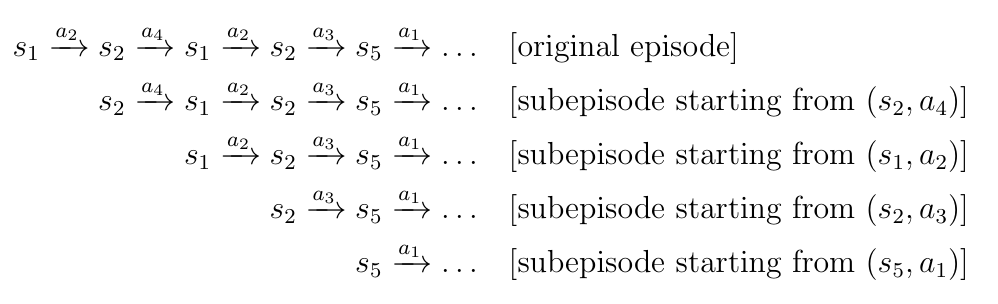 s₁ —a₂→ s₂ —a₄→ s₁ —a₂→ s₂ —a₃→ s₅ —a₁→ … [original episode]
s₂ —a₄→ s₁ —a₂→ s₂ —a₃→ s₅ —a₁→ … [subepisode starting from (s₂, a₄)]
s₁ —a₂→ s₂ —a₃→ s₅ —a₁→ … [subepisode starting from (s₁, a₂)]
s₂ —a₃→ s₅ —a₁→ … [subepisode starting from (s₂, a₃)]
s₅ —a₁→ … [subepisode starting from (s₅, a₁)]